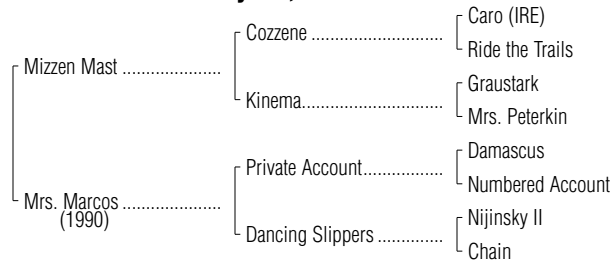 Caro (IRE)
Cozzene
Ride the Trails
Mizzen Mast
Graustark
Kinema
Mrs. Peterkin
Damascus
Private Account
Numbered Account
Mrs. Marcos
(1990)
Nijinsky II
Dancing Slippers
Chain